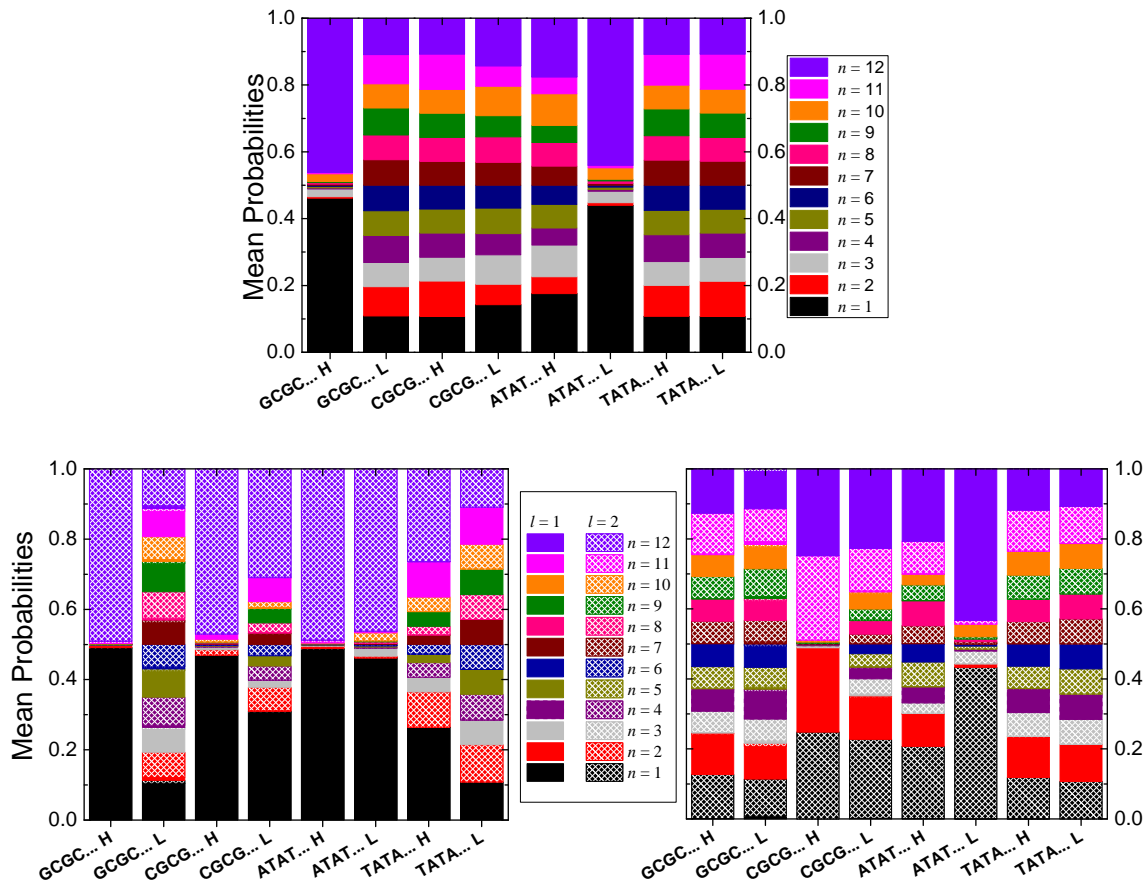 1.0
0.8
0.6
0.4
0.2
0.0
Mean Probabilities
1.0
0.8
0.6
0.4
0.2
0.0
GCGC... H
GCGC... L
CGCG... H
CGCG... L
ATAT... H
ATAT... L
TATA... H
TATA... L
n = 12
n = 11
n = 10
n = 9
n = 8
n = 7
n = 6
n = 5
n = 4
n = 3
n = 2
n = 1
1.0
0.8
0.6
0.4
0.2
0.0
Mean Probabilities
GCGC... H
GCGC... L
CGCG... H
CGCG... L
ATAT... H
ATAT... L
TATA... H
TATA... L
l = 1 l = 2
n = 12
n = 11
n = 10
n = 9
n = 8
n = 7
n = 6
n = 5
n = 4
n = 3
n = 2
n = 1
1.0
0.8
0.6
0.4
0.2
0.0
GCGC... H
GCGC... L
CGCG... H
CGCG... L
ATAT... H
ATAT... L
TATA... H
TATA... L